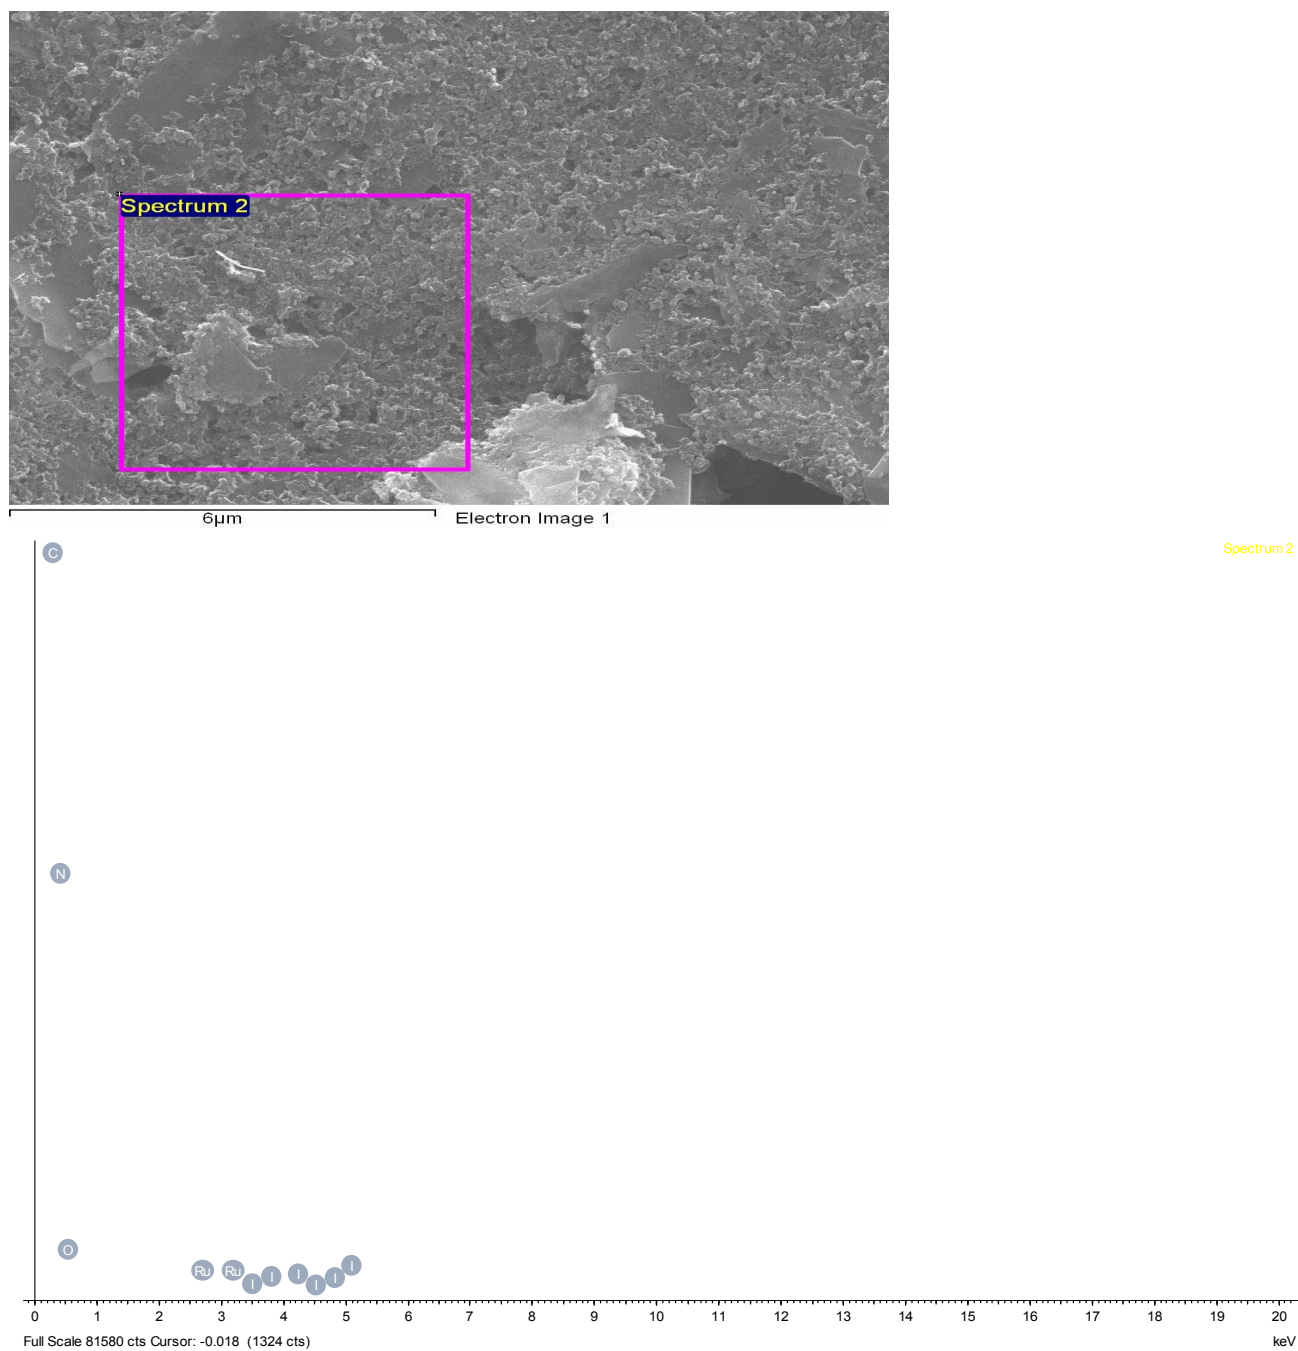 Spectrum 2
6µm Electron Image 1
C
Spectrum 2
N
O
Ru Ru I I I I I I
0 1 2 3 4 5 6 7 8 9 10 11 12 13 14 15 16 17 18 19 20
Full Scale 81580 cts Cursor: -0.018 (1324 cts) keV